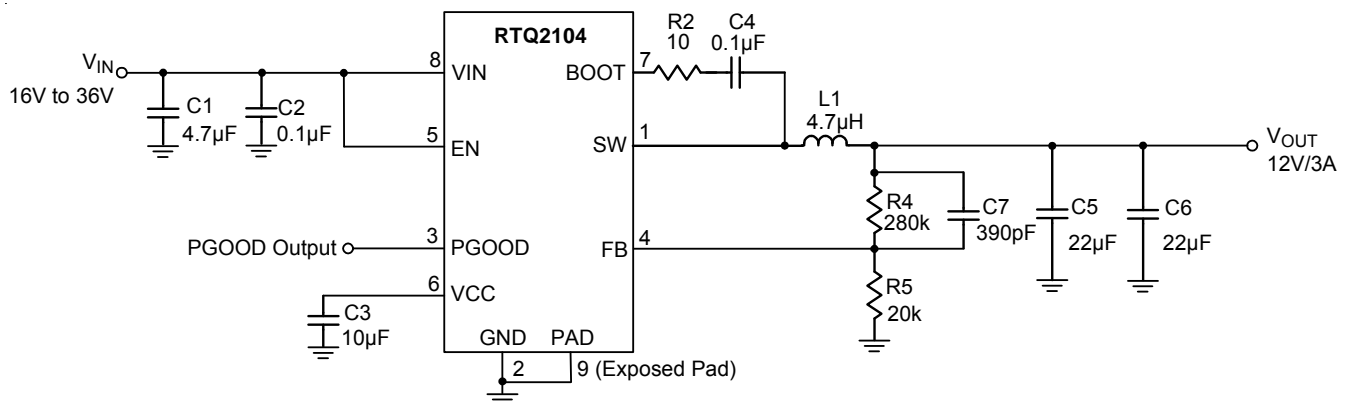 RTQ2104
R2
10
C4
0.1µF
VIN
16V to 36V
C1
4.7µF
C2
0.1µF
8
VIN
5
EN
BOOT
7
SW
1
L1
4.7µH
VOUT
12V/3A
R4
280k
C7
390pF
C5
22µF
C6
22µF
PGOOD Output
3
PGOOD
FB
4
6
VCC
C3
10µF
R5
20k
GND
PAD
2
9 (Exposed Pad)